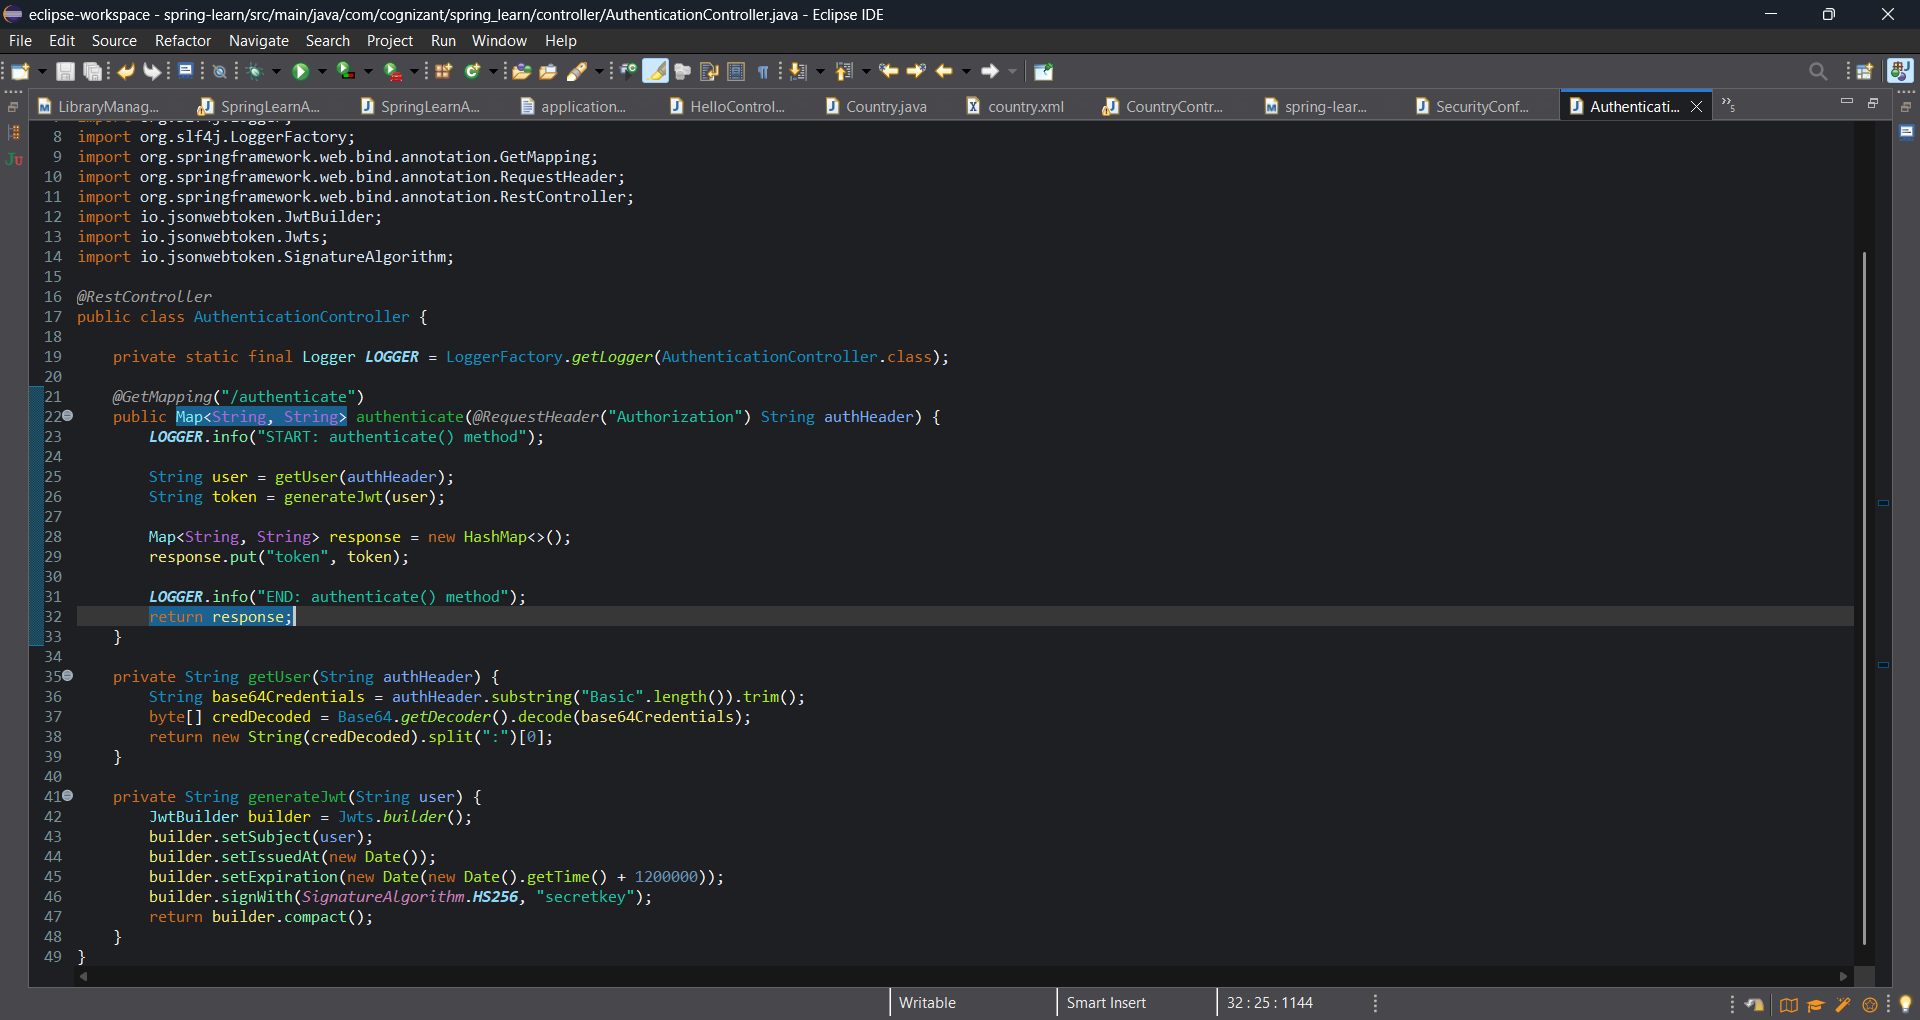 eclipse-workspace - spring-learn/src/main/java/com/cognizant/spring_learn/controller/AuthenticationController.java - Eclipse IDE
File Edit Source Refactor Navigate Search Project Run Window Help
LibraryManag... SpringLearnA... SpringLearnA... application... HelloControl... Country.java country.xml CountryContr... spring-lear... SecurityConf... Authenticati... »5
8 import org.slf4j.LoggerFactory;
9 import org.springframework.web.bind.annotation.GetMapping;
10 import org.springframework.web.bind.annotation.RequestHeader;
11 import org.springframework.web.bind.annotation.RestController;
12 import io.jsonwebtoken.JwtBuilder;
13 import io.jsonwebtoken.Jwts;
14 import io.jsonwebtoken.SignatureAlgorithm;
15
16 @RestController
17 public class AuthenticationController {
18
19 private static final Logger LOGGER = LoggerFactory.getLogger(AuthenticationController.class);
20
21 @GetMapping("/authenticate")
22 public Map<String, String> authenticate(@RequestHeader("Authorization") String authHeader) {
23 LOGGER.info("START: authenticate() method");
24
25 String user = getUser(authHeader);
26 String token = generateJwt(user);
27
28 Map<String, String> response = new HashMap<>();
29 response.put("token", token);
30
31 LOGGER.info("END: authenticate() method");
32 return response;
33 }
34
35 private String getUser(String authHeader) {
36 String base64Credentials = authHeader.substring("Basic".length()).trim();
37 byte[] credDecoded = Base64.getDecoder().decode(base64Credentials);
38 return new String(credDecoded).split(":")[0];
39 }
40
41 private String generateJwt(String user) {
42 JwtBuilder builder = Jwts.builder();
43 builder.setSubject(user);
44 builder.setIssuedAt(new Date());
45 builder.setExpiration(new Date(new Date().getTime() + 1200000));
46 builder.signWith(SignatureAlgorithm.HS256, "secretkey");
47 return builder.compact();
48 }
49 }
Writable Smart Insert 32 : 25 : 1144